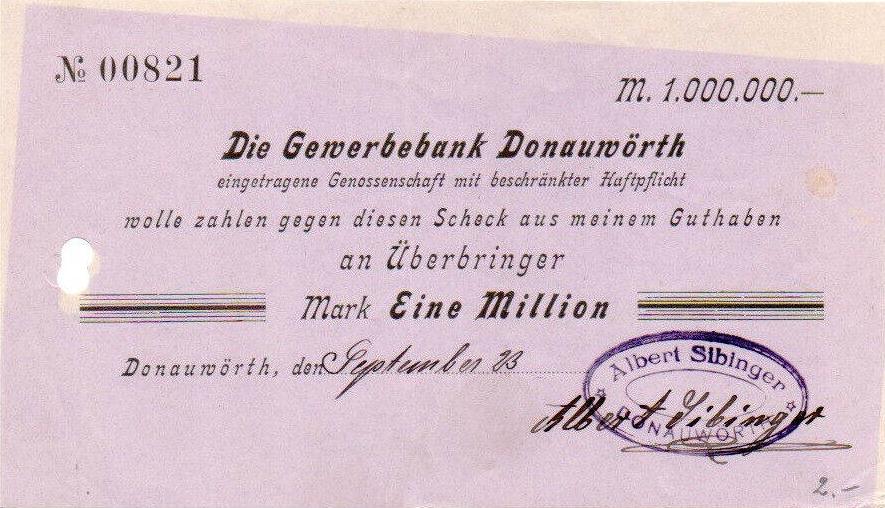 № 00821
M. 1.000.000.—
Die Gewerbebank Donauwörth
eingetragene Genossenschaft mit beschränkter Haftpflicht
wolle zahlen gegen diesen Scheck aus meinem Guthaben
an Überbringer
Mark Eine Million
Donauwörth, den September 23
Albert Sibinger
DONAUWÖRTH
Albert Sibinger
2.–